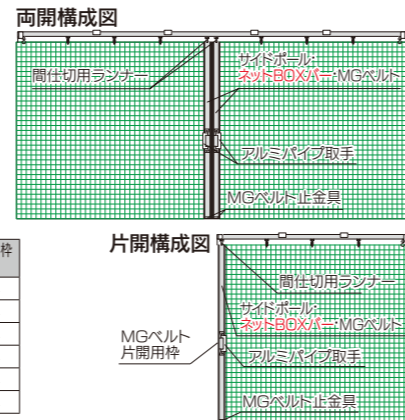 両開構成図
間仕切用ランナー
サイドポール・
ネットBOXバー・MGベルト
アルミパイプ取手
MGベルト止金具
枠
片開構成図
間仕切用ランナー
サイドポール・
ネットBOXバー・MGベルト
MGベルト
片開用枠
アルミパイプ取手
MGベルト止金具